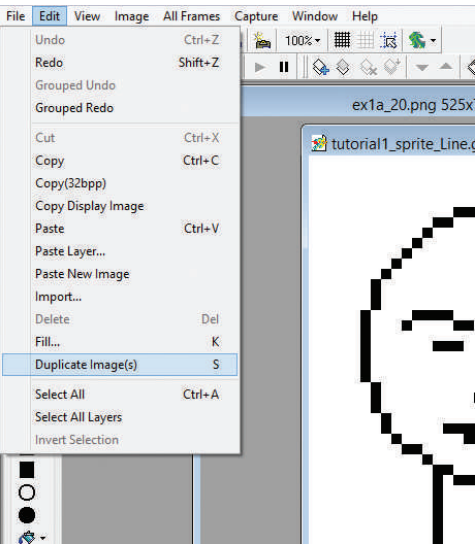 File Edit View Image All Frames Capture Window Help
Undo Ctrl+Z
100%
Redo Shift+Z
Grouped Undo
Grouped Redo
ex1a_20.png 525x
Cut Ctrl+X
tutorial1_sprite_Line.g
Copy Ctrl+C
Copy(32bpp)
Copy Display Image
Paste Ctrl+V
Paste Layer...
Paste New Image
Import...
Delete Del
Fill... K
Duplicate Image(s) S
Select All Ctrl+A
Select All Layers
Invert Selection